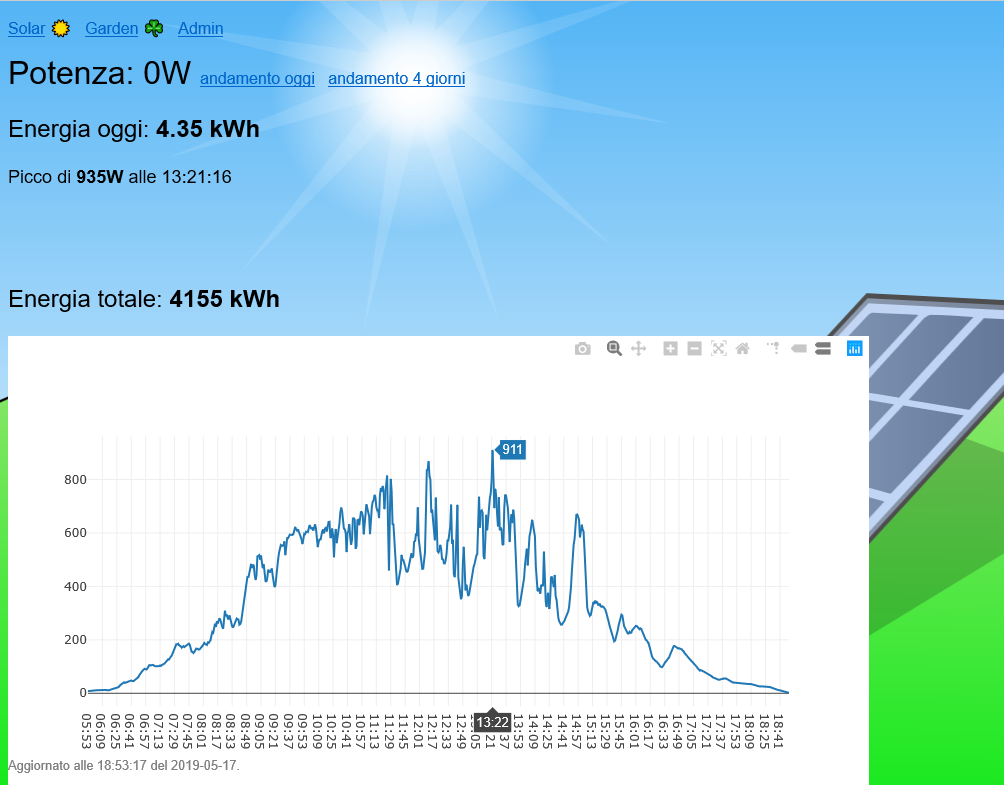 Solar Garden Admin
Potenza: 0W andamento oggi andamento 4 giorni
Energia oggi: 4.35 kWh
Picco di 935W alle 13:21:16
Energia totale: 4155 kWh
911
800
600
400
200
0
05:53 06:09 06:25 06:41 06:57 07:13 07:29 07:45 08:01 08:17 08:33 08:49 09:05 09:21 09:37 09:53 10:09 10:25 10:41 10:57 11:13 11:29 11:45 12:01 12:17 12:33 12:49 13:05 13:22 13:37 13:53 14:09 14:25 14:41 14:57 15:13 15:29 15:45 16:01 16:17 16:33 16:49 17:05 17:21 17:37 17:53 18:09 18:25 18:41
Aggiornato alle 18:53:17 del 2019-05-17.